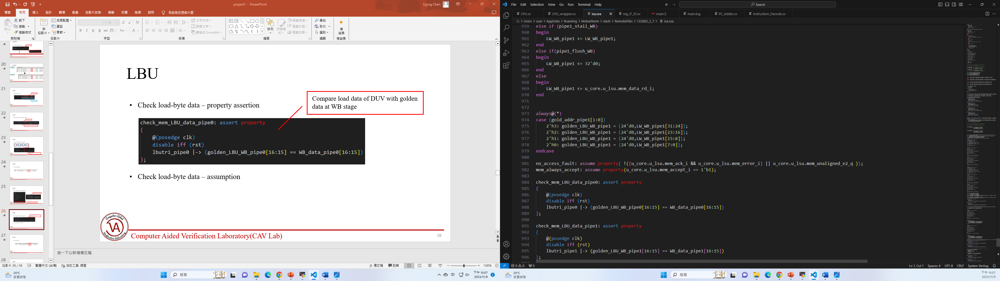 project1 - PowerPoint
Lijung Chen
檔案
常用
插入
設計
轉場
動畫
投影片放映
錄製
校閱
檢視
說明
告訴我您想做什麼
貼上
剪下
複製
複製格式
剪貼簿
新
投影片
版面配置
重設
章節
投影片
18
字型
文字方向
對齊文字
轉換成 SmartArt
段落
排列
快速樣
式
圖案填滿
圖案外框
圖案效果
繪圖
尋找
取代
選取
編輯
增
益集
增益集
20
21
22
23
24
25
26
27
28
LBU
• Check load-byte data – property assertion
Compare load data of DUV with golden
data at WB stage
check_mem_LBU_data_pipe0: assert property
(
@(posedge clk)
disable iff (rst)
lbutri_pipe0 |-> (golden_LBU_WB_pipe0[16:15] == WB_data_pipe0[16:15])
);
• Check load-byte data – assumption
Computer-Aided
VA
Verification Laboratory
Computer Aided Verification Laboratory(CAV Lab)
26
按一下以新增備忘稿
投影片 26 / 36
繁體中文 (台灣)
協助工具: 調查
備忘稿
註解
106%
25°C
多雲時陰
搜尋
中
下午 10:07
2023/11/9
2
File Edit Selection View Go Run Terminal Help
Search
CPU.sv
CPU_wrapper.sv
isa.sva
reg_IF_ID.sv
main.S
main.log
PC_Adder.sv
Instruction_Decode.sv
C: > Users > user > AppData > Roaming > MobaXterm > slash > RemoteFiles > 132682_2_7 > isa.sva
959 else if (pipe1_stall_WB)
960 begin
961 LW_WB_pipe1 <= LW_WB_pipe1;
962 end
963 else if(pipe1_flush_WB)
964 begin
965 LW_WB_pipe1 <= 32'd0;
966 end
967 else
968 begin
969 LW_WB_pipe1 <= u_core.u_lsu.mem_data_rd_i;
970 end
971
972
973 always@(*)
974 case (gold_addr_pipe1[1:0])
975 2'h3: golden_LBU_WB_pipe1 = {24'd0,LW_WB_pipe1[31:24]};
976 2'h2: golden_LBU_WB_pipe1 = {24'd0,LW_WB_pipe1[23:16]};
977 2'h1: golden_LBU_WB_pipe1 = {24'd0,LW_WB_pipe1[15:8]};
978 2'h0: golden_LBU_WB_pipe1 = {24'd0,LW_WB_pipe1[7:0]};
979 endcase
980
981 no_access_fault: assume property( !((u_core.u_lsu.mem_ack_i && u_core.u_lsu.mem_error_i) || u_core.u_lsu.mem_unaligned_e2_q ));
982 mem_always_accept: assume property(u_core.u_lsu.mem_accept_i == 1'b1);
983
984 check_mem_LBU_data_pipe0: assert property
985 (
986 @(posedge clk)
987 disable iff (rst)
988 lbutri_pipe0 |-> (golden_LBU_WB_pipe0[16:15] == WB_data_pipe0[16:15])
989 );
990
991 check_mem_LBU_data_pipe1: assert property
992 (
993 @(posedge clk)
994 disable iff (rst)
995 lbutri_pipe1 |-> (golden_LBU_WB_pipe1[16:15] == WB_data_pipe1[16:15])
996 );
0 0 0
Ln 1, Col 1 Spaces: 4 UTF-8 CRLF System Verilog
25°C
多雲時陰
搜尋
下午 10:07
2023/11/9